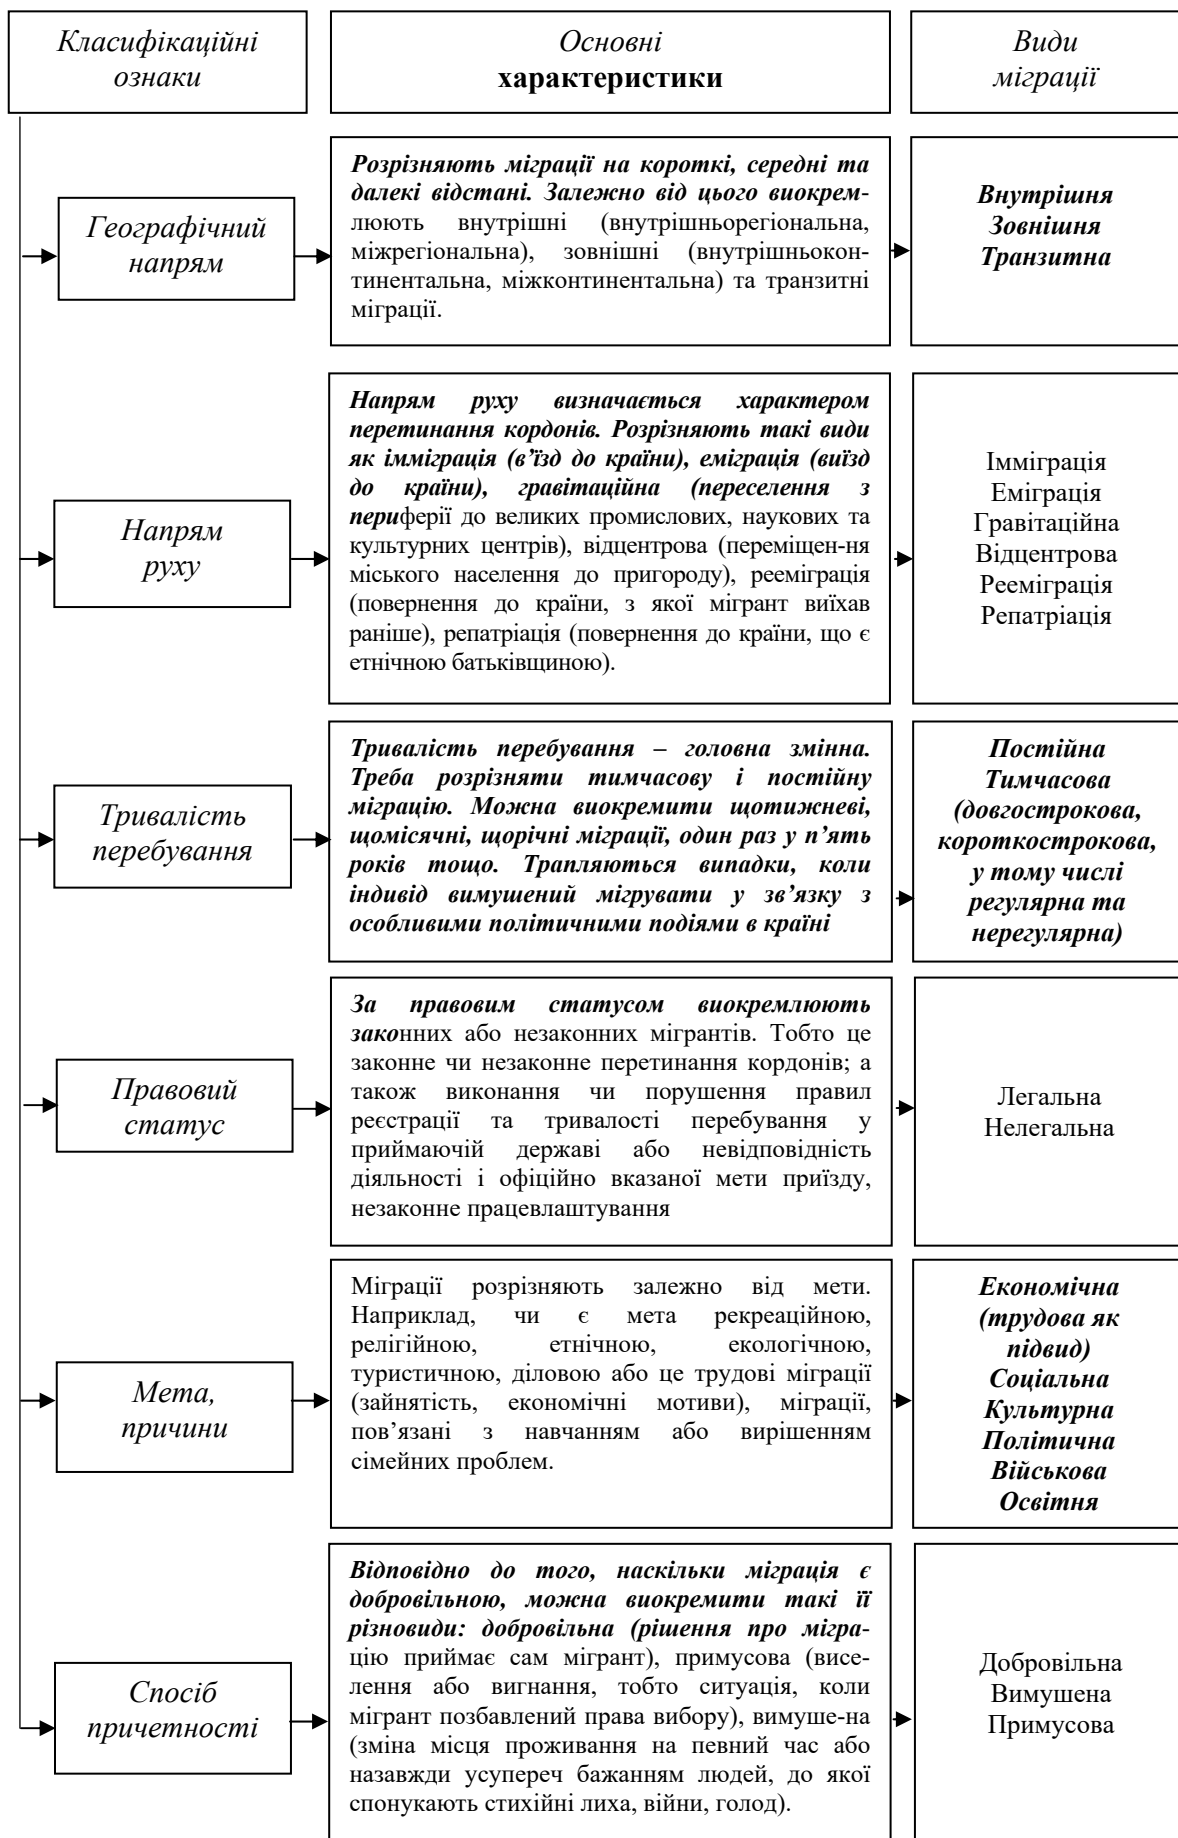 Класифікаційні
ознаки
Основні
характеристики
Види
міграції
Географічний
напрям
Розрізняють міграції на короткі, середні та
далекі відстані. Залежно від цього виокрем-
люють внутрішні (внутрішньорегіональна,
міжрегіональна), зовнішні (внутрішньокон-
тинентальна, міжконтинентальна) та транзитні
міграції.
Внутрішня
Зовнішня
Транзитна
Напрям
руху
Напрям руху визначається характером
перетинання кордонів. Розрізняють такі види
як імміграція (в’їзд до країни), еміграція (виїзд
до країни), гравітаційна (переселення з
периферії до великих промислових, наукових та
культурних центрів), відцентрова (переміщен-ня
міського населення до пригороду), рееміграція
(повернення до країни, з якої мігрант виїхав
раніше), репатріація (повернення до країни, що є
етнічною батьківщиною).
Імміграція
Еміграція
Гравітаційна
Відцентрова
Рееміграція
Репатріація
Тривалість
перебування
Тривалість перебування – головна змінна.
Треба розрізняти тимчасову і постійну
міграцію. Можна виокремити щотижневі,
щомісячні, щорічні міграції, один раз у п’ять
років тощо. Трапляються випадки, коли
індивід вимушений мігрувати у зв’язку з
особливими політичними подіями в країні
Постійна
Тимчасова
(довгострокова,
короткострокова,
у тому числі
регулярна та
нерегулярна)
Правовий
статус
За правовим статусом виокремлюють
законних або незаконних мігрантів. Тобто це
законне чи незаконне перетинання кордонів; а
також виконання чи порушення правил
реєстрації та тривалості перебування у
приймаючій державі або невідповідність
діяльності і офіційно вказаної мети приїзду,
незаконне працевлаштування
Легальна
Нелегальна
Мета,
причини
Міграції розрізняють залежно від мети.
Наприклад, чи є мета рекреаційною,
релігійною, етнічною, екологічною,
туристичною, діловою або це трудові міграції
(зайнятість, економічні мотиви), міграції,
пов’язані з навчанням або вирішенням
сімейних проблем.
Економічна
(трудова як
підвид)
Соціальна
Культурна
Політична
Військова
Освітня
Спосіб
причетності
Відповідно до того, наскільки міграція є
добровільною, можна виокремити такі її
різновиди: добровільна (рішення про мігра-
цію приймає сам мігрант), примусова (висе-
лення або вигнання, тобто ситуація, коли
мігрант позбавлений права вибору), вимуше-на
(зміна місця проживання на певний час або
назавжди усупереч бажанням людей, до якої
спонукають стихійні лиха, війни, голод).
Добровільна
Вимушена
Примусова